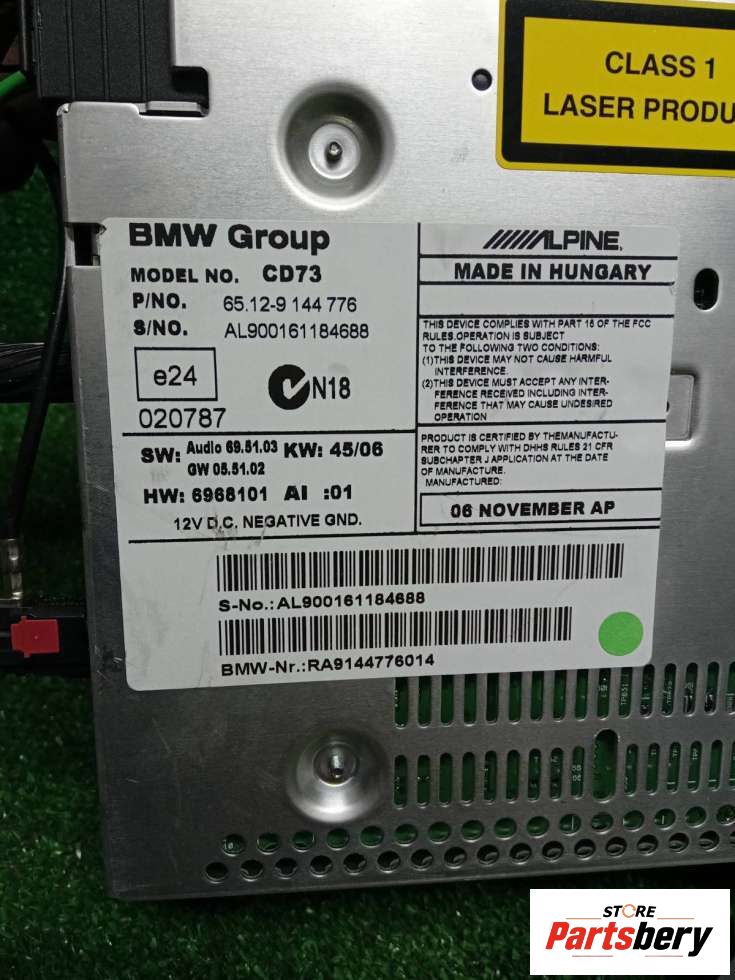 CLASS 1
LASER PRODU
BMW Group
MODEL NO. CD73
P/NO. 65.12-9 144 776
S/NO. AL900161184688
e24
N18
020787
SW: Audio 69.51.03 KW: 45/06
GW 05.51.02
HW: 6968101 AI :01
12V D.C. NEGATIVE GND.
ALPINE.
MADE IN HUNGARY
THIS DEVICE COMPLIES WITH PART 15 OF THE FCC
RULES.OPERATION IS SUBJECT
TO THE FOLLOWING TWO CONDITIONS:
(1)THIS DEVICE MAY NOT CAUSE HARMFUL
INTERFERENCE.
(2)THIS DEVICE MUST ACCEPT ANY INTER-
FERENCE RECEIVED INCLUDING INTER-
FERENCE THAT MAY CAUSE UNDESIRED
OPERATION
PRODUCT IS CERTIFIED BY THEMANUFACTU-
RER TO COMPLY WITH DHHS RULES 21 CFR
SUBCHAPTER J APPLICATION AT THE DATE
OF MANUFACTURE.
MANUFACTURED:
06 NOVEMBER AP
S-No.:AL900161184688
BMW-Nr.:RA9144776014
STORE
Partsbery